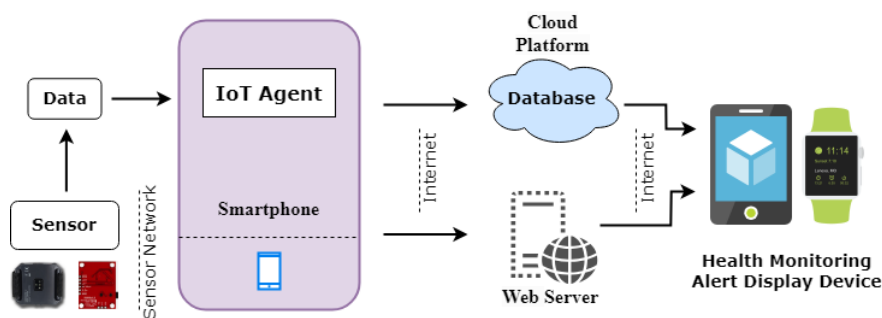 Data
Sensor
Sensor Network
IoT Agent
Smartphone
Internet
Cloud
Platform
Database
Web Server
Internet
11:14
Health Monitoring
Alert Display Device